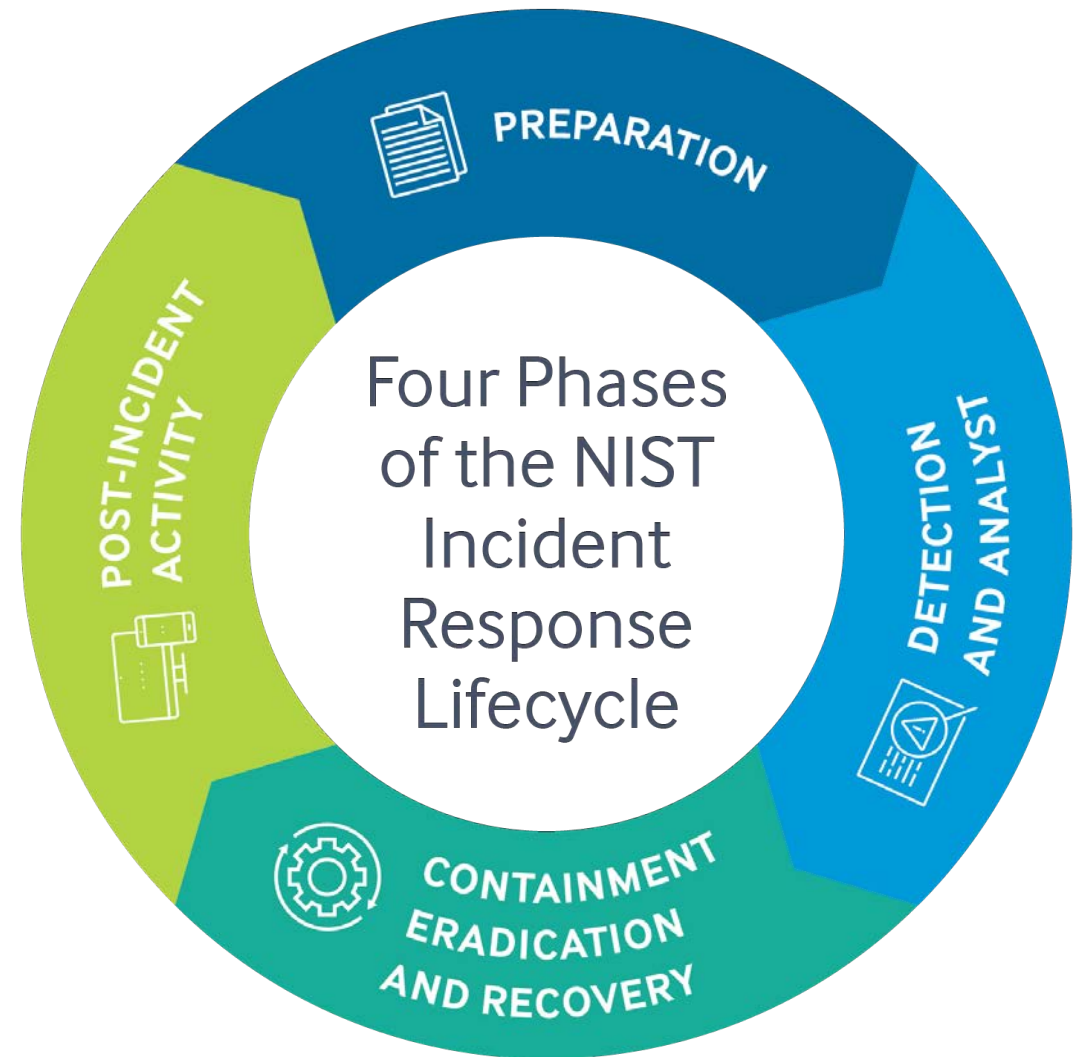 PREPARATION
DETECTION
AND ANALYST
CONTAINMENT
ERADICATION
AND RECOVERY
POST-INCIDENT
ACTIVITY
Four Phases
of the NIST
Incident
Response
Lifecycle